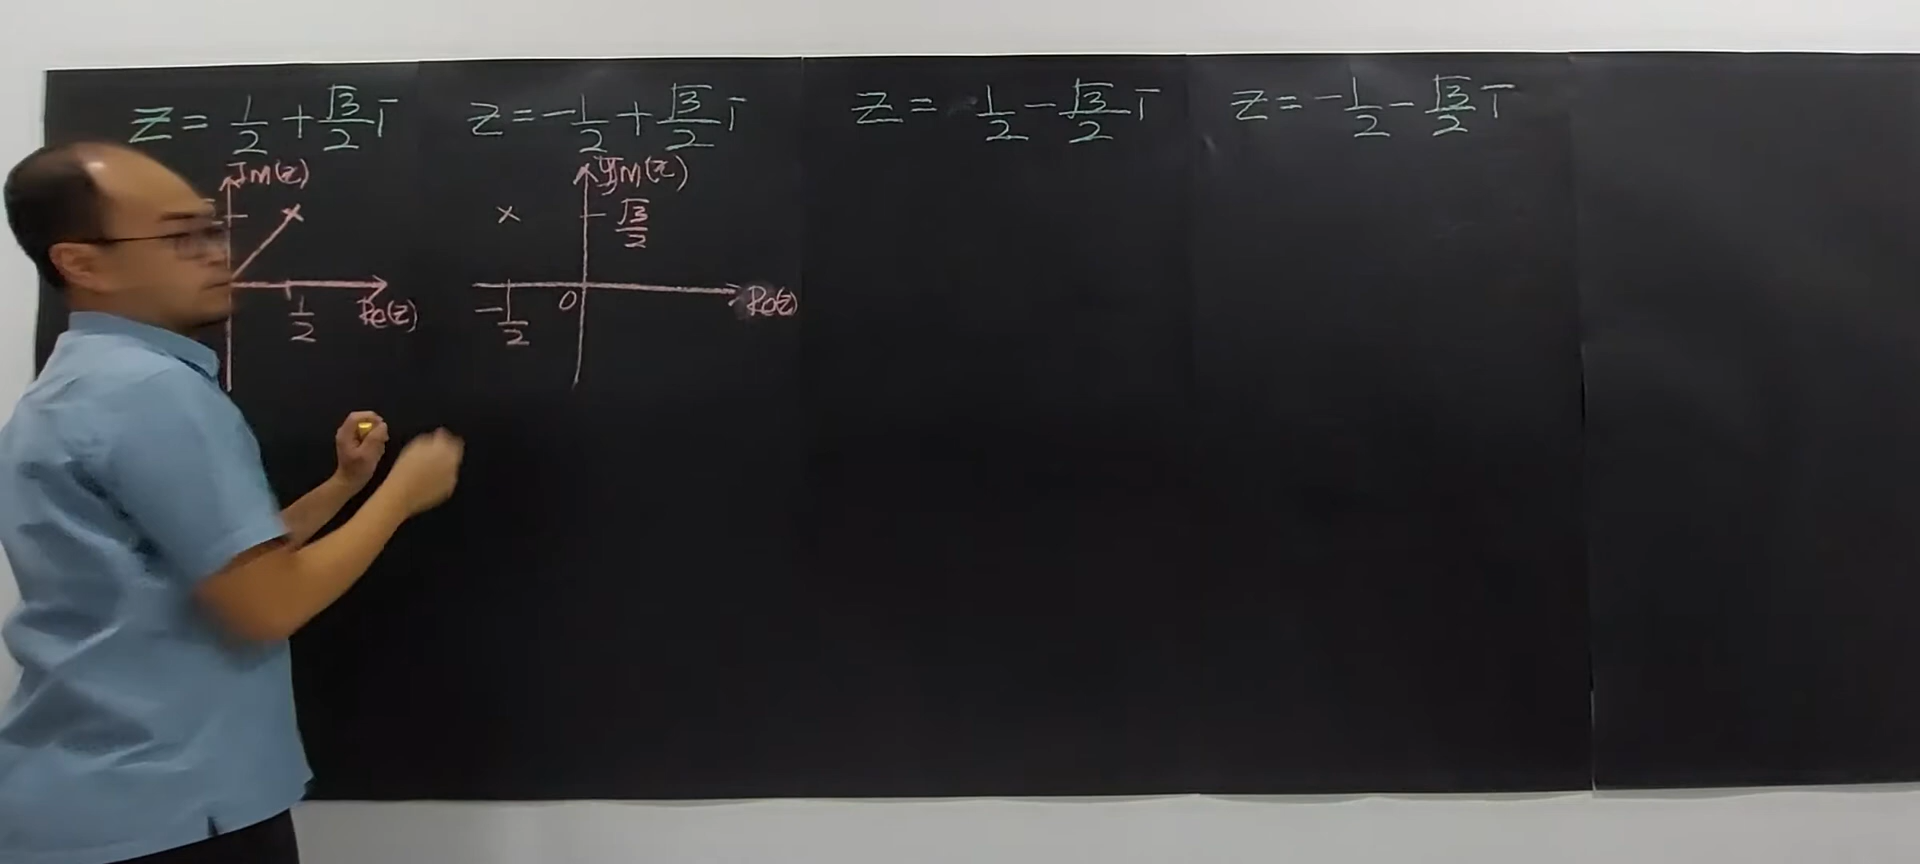 Z = 1/2 + √3/2 i
Z = -1/2 + √3/2 i
Z = 1/2 - √3/2 i
Z = -1/2 - √3/2 i
Im(z)
1/2
Re(z)
Im(z)
√3/2
-1/2
0
Re(z)